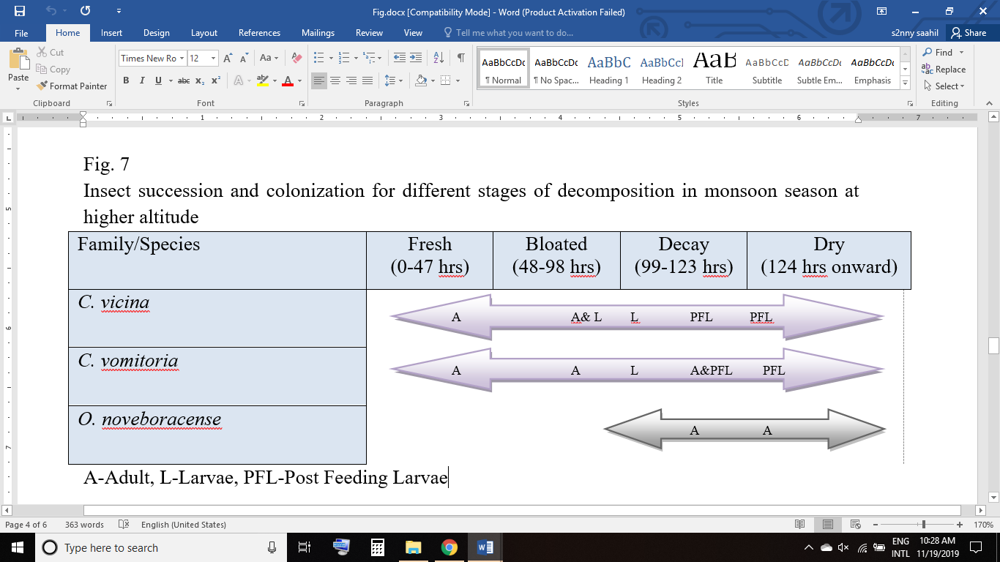 Fig.docx [Compatibility Mode] - Word (Product Activation Failed)
File Home Insert Design Layout References Mailings Review View Tell me what you want to do... s2nny saahil Share
Paste
Cut
Copy
Format Painter
Clipboard
Times New Ro 12
Font
Paragraph
AaBbCcDc AaBbCcDc AaBbC AaBbCcI AaB AaBbCcD AaBbCcDc AaBbCcDc
¶ Normal ¶ No Spac... Heading 1 Heading 2 Title Subtitle Subtle Em... Emphasis
Styles
Find
Replace
Select
Editing
1 2 3 4 5 6 7
5
6
7
Fig. 7
Insect succession and colonization for different stages of decomposition in monsoon season at
higher altitude
Family/Species Fresh Bloated Decay Dry
(0-47 hrs) (48-98 hrs) (99-123 hrs) (124 hrs onward)
C. vicina
A A& L L PFL PFL
C. vomitoria
A A L A&PFL PFL
O. noveboracense
A A
A-Adult, L-Larvae, PFL-Post Feeding Larvae
Page 4 of 6 363 words English (United States) 170%
Type here to search
ENG 10:28 AM
INTL 11/19/2019